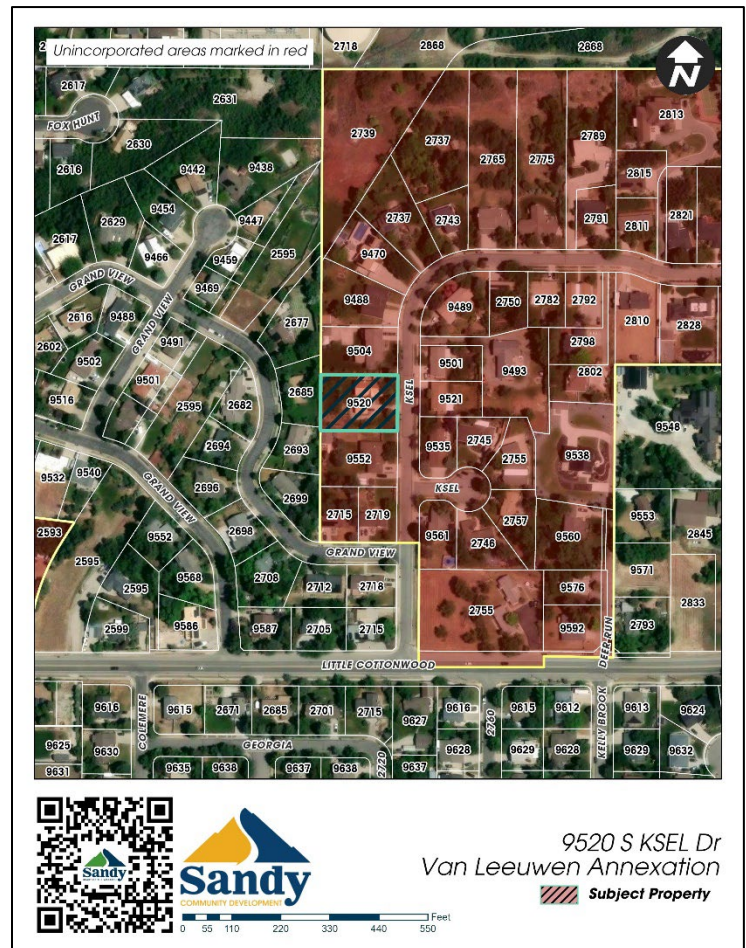 Unincorporated areas marked in red
N
2718 2868 2868
2617
2631
FOX HUNT
2630
2616
9442 9438
2739 2737 2765 2775 2789 2813
2815
2629 9454 9447
2737 2743 2791 2811 2821
2617 9466 9459 2595
9470
GRAND VIEW
9469
9488 9489 2750 2782 2792
2616 9488 2677 2810 2828
2602 GRAND VIEW 9491
9502 9504 9501 9493 2798
9516 9501 2595 2682 2685 9520 KSEL 9521 2802
9548
2694 2693 9535 2745 9538
9552 2755
9532 9540 2696 KSEL
GRAND VIEW 2699 2715 2719 9553 2845
2593 9552 2698 9561 2746 2757 9560
2595 GRAND VIEW 9571
2595 9568 2708 2712 2718 2755 9576 2833
2599 9586 9587 2705 2715 9592 DEER RUN 2793
LITTLE COTTONWOOD
9616 COLEMERE 9615 2671 2685 2701 2715 9627 9616 2760 9615 9612 KELLY BROOK 9613 9624
9625 9630 GEORGIA 9628 9629 9628 9629 9632
9631 9635 9638 9637 9638 2720 9637
Sandy
COMMUNITY DEVELOPMENT
0 55 110 220 330 440 550 Feet
9520 S KSEL Dr
Van Leeuwen Annexation
Subject Property